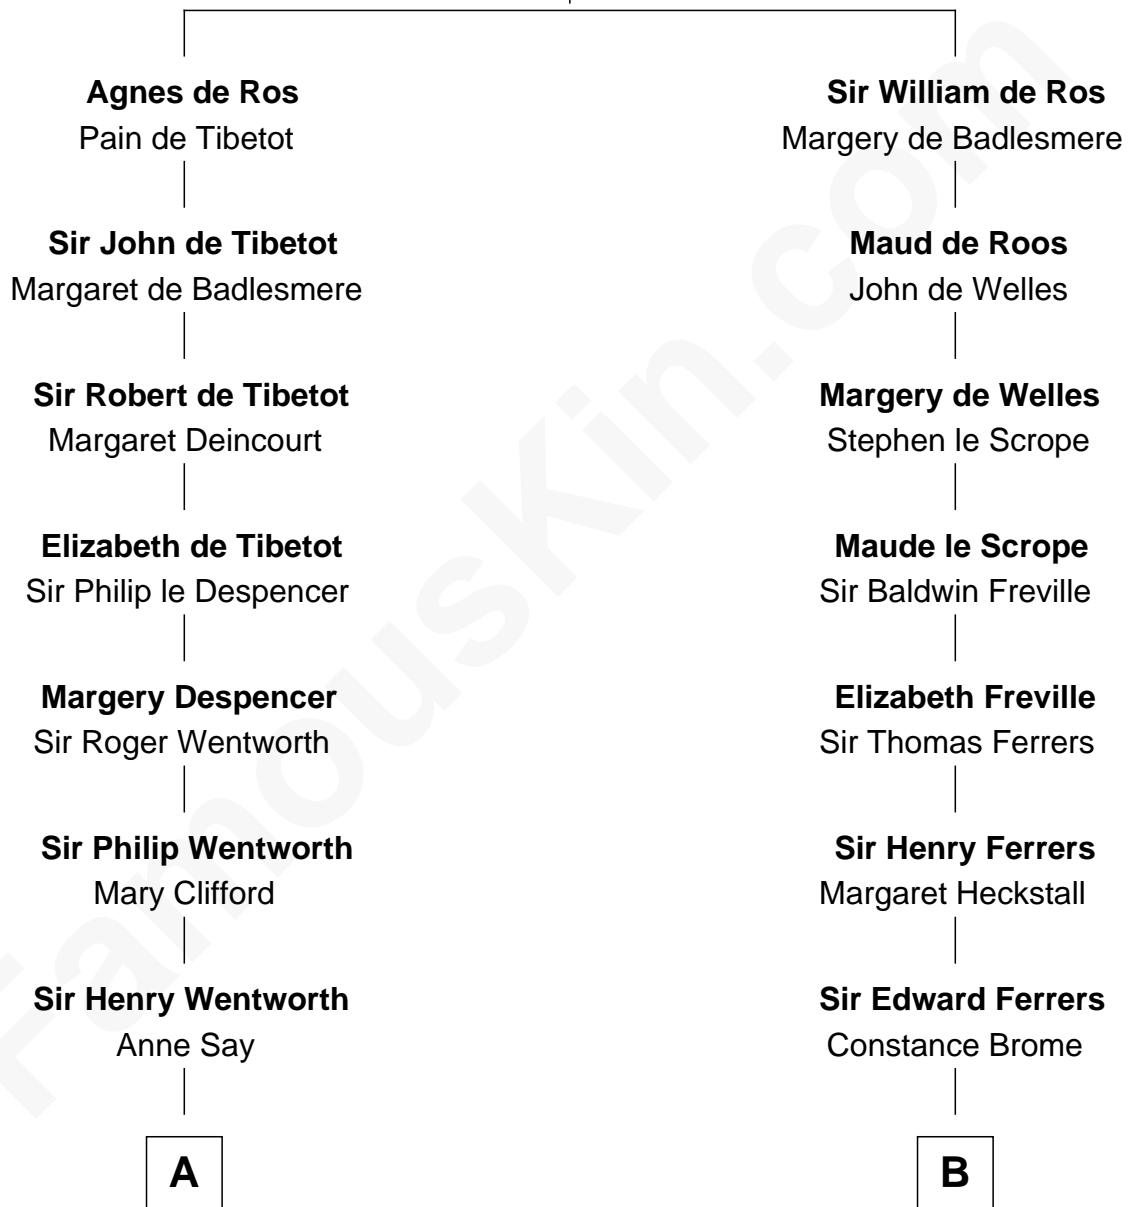 Agnes de Ros
Pain de Tibetot
Sir John de Tibetot
Margaret de Badlesmere
Sir Robert de Tibetot
Margaret Deincourt
Elizabeth de Tibetot
Sir Philip le Despencer
Margery Despencer
Sir Roger Wentworth
Sir Philip Wentworth
Mary Clifford
Sir Henry Wentworth
Anne Say
A
Sir William de Ros
Margery de Badlesmere
Maud de Roos
John de Welles
Margery de Welles
Stephen le Scrope
Maude le Scrope
Sir Baldwin Freville
Elizabeth Freville
Sir Thomas Ferrers
Sir Henry Ferrers
Margaret Heckstall
Sir Edward Ferrers
Constance Brome
B
FamousKin.com